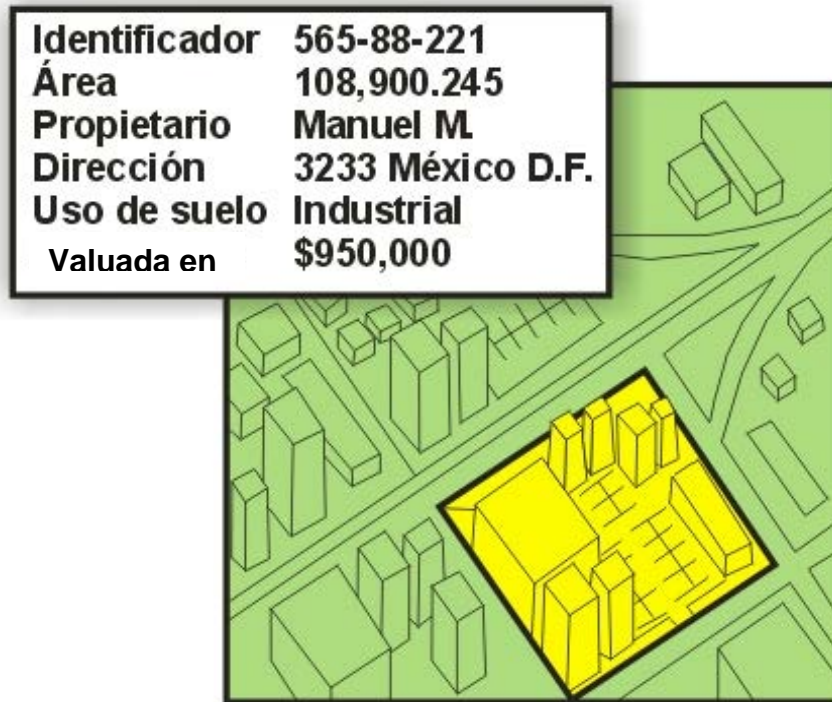 Identificador 565-88-221
Área 108,900.245
Propietario Manuel M.
Dirección 3233 México D.F.
Uso de suelo Industrial
Valuada en $950,000